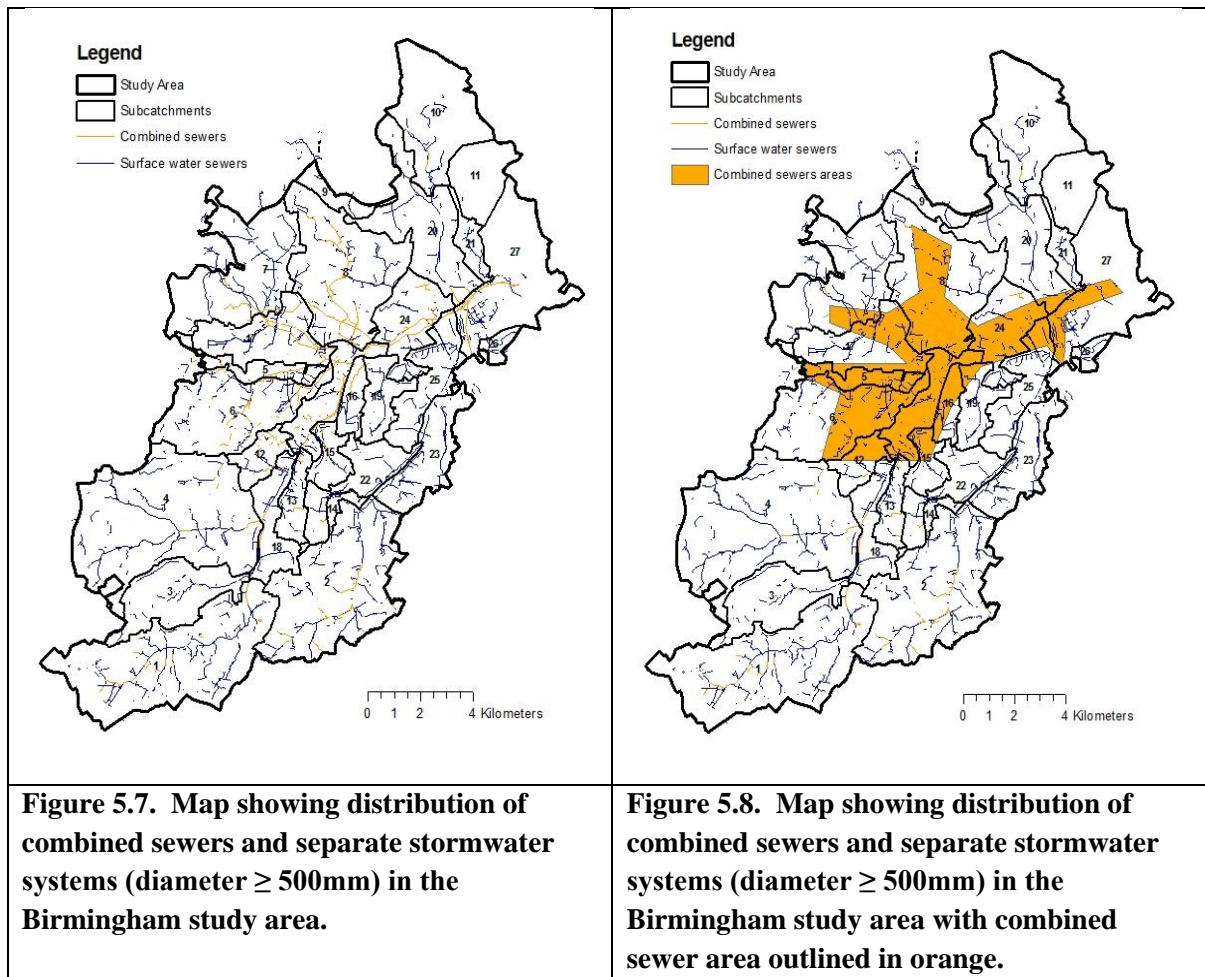 Legend
Study Area
Subcatchments
Combined sewers
Surface water sewers
10
11
9
20
21
27
7
8
24
26
5
25
16
19
6
12
15
23
22
4
13
14
18
3
2
1
0 1 2 4 Kilometers
Figure 5.7. Map showing distribution of
combined sewers and separate stormwater
systems (diameter ≥ 500mm) in the
Birmingham study area.
Legend
Study Area
Subcatchments
Combined sewers
Surface water sewers
Combined sewers areas
10
11
9
20
21
27
7
8
24
26
5
25
16
19
6
12
15
23
22
4
13
14
18
3
2
1
0 1 2 4 Kilometers
Figure 5.8. Map showing distribution of
combined sewers and separate stormwater
systems (diameter ≥ 500mm) in the
Birmingham study area with combined
sewer area outlined in orange.